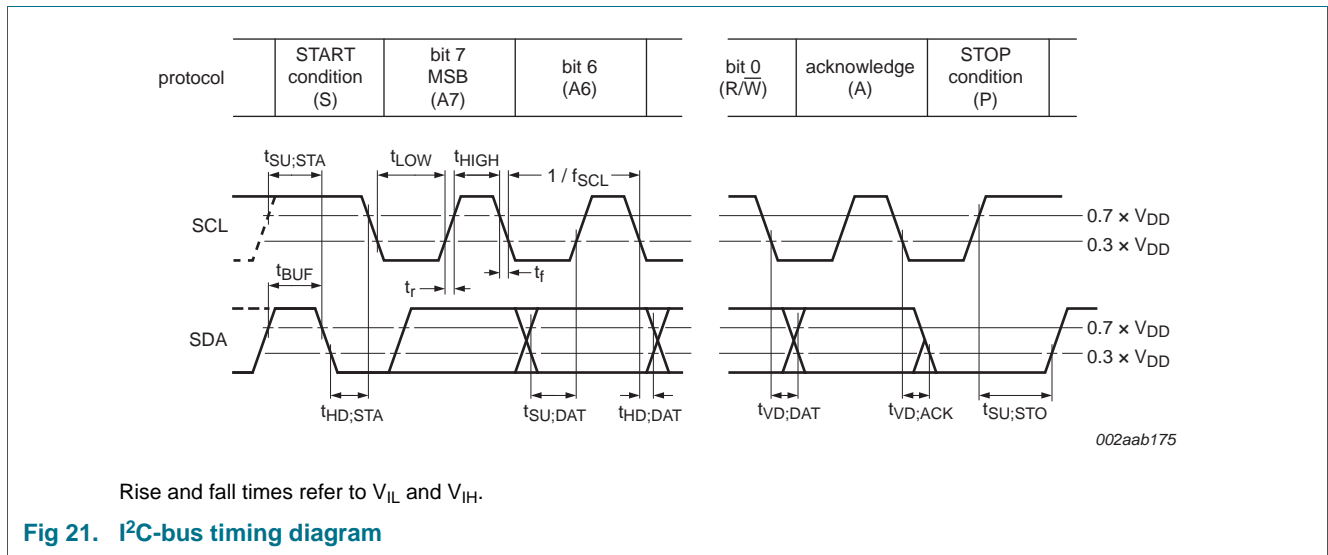 protocol
START
condition
(S)
bit 7
MSB
(A7)
bit 6
(A6)
bit 0
(R/W̅)
acknowledge
(A)
STOP
condition
(P)
tSU;STA
tLOW
tHIGH
1 / fSCL
SCL
0.7 × VDD
0.3 × VDD
tBUF
tr
tf
SDA
0.7 × VDD
0.3 × VDD
tHD;STA
tSU;DAT
tHD;DAT
tVD;DAT
tVD;ACK
tSU;STO
002aab175
Rise and fall times refer to VIL and VIH.
Fig 21. I²C-bus timing diagram